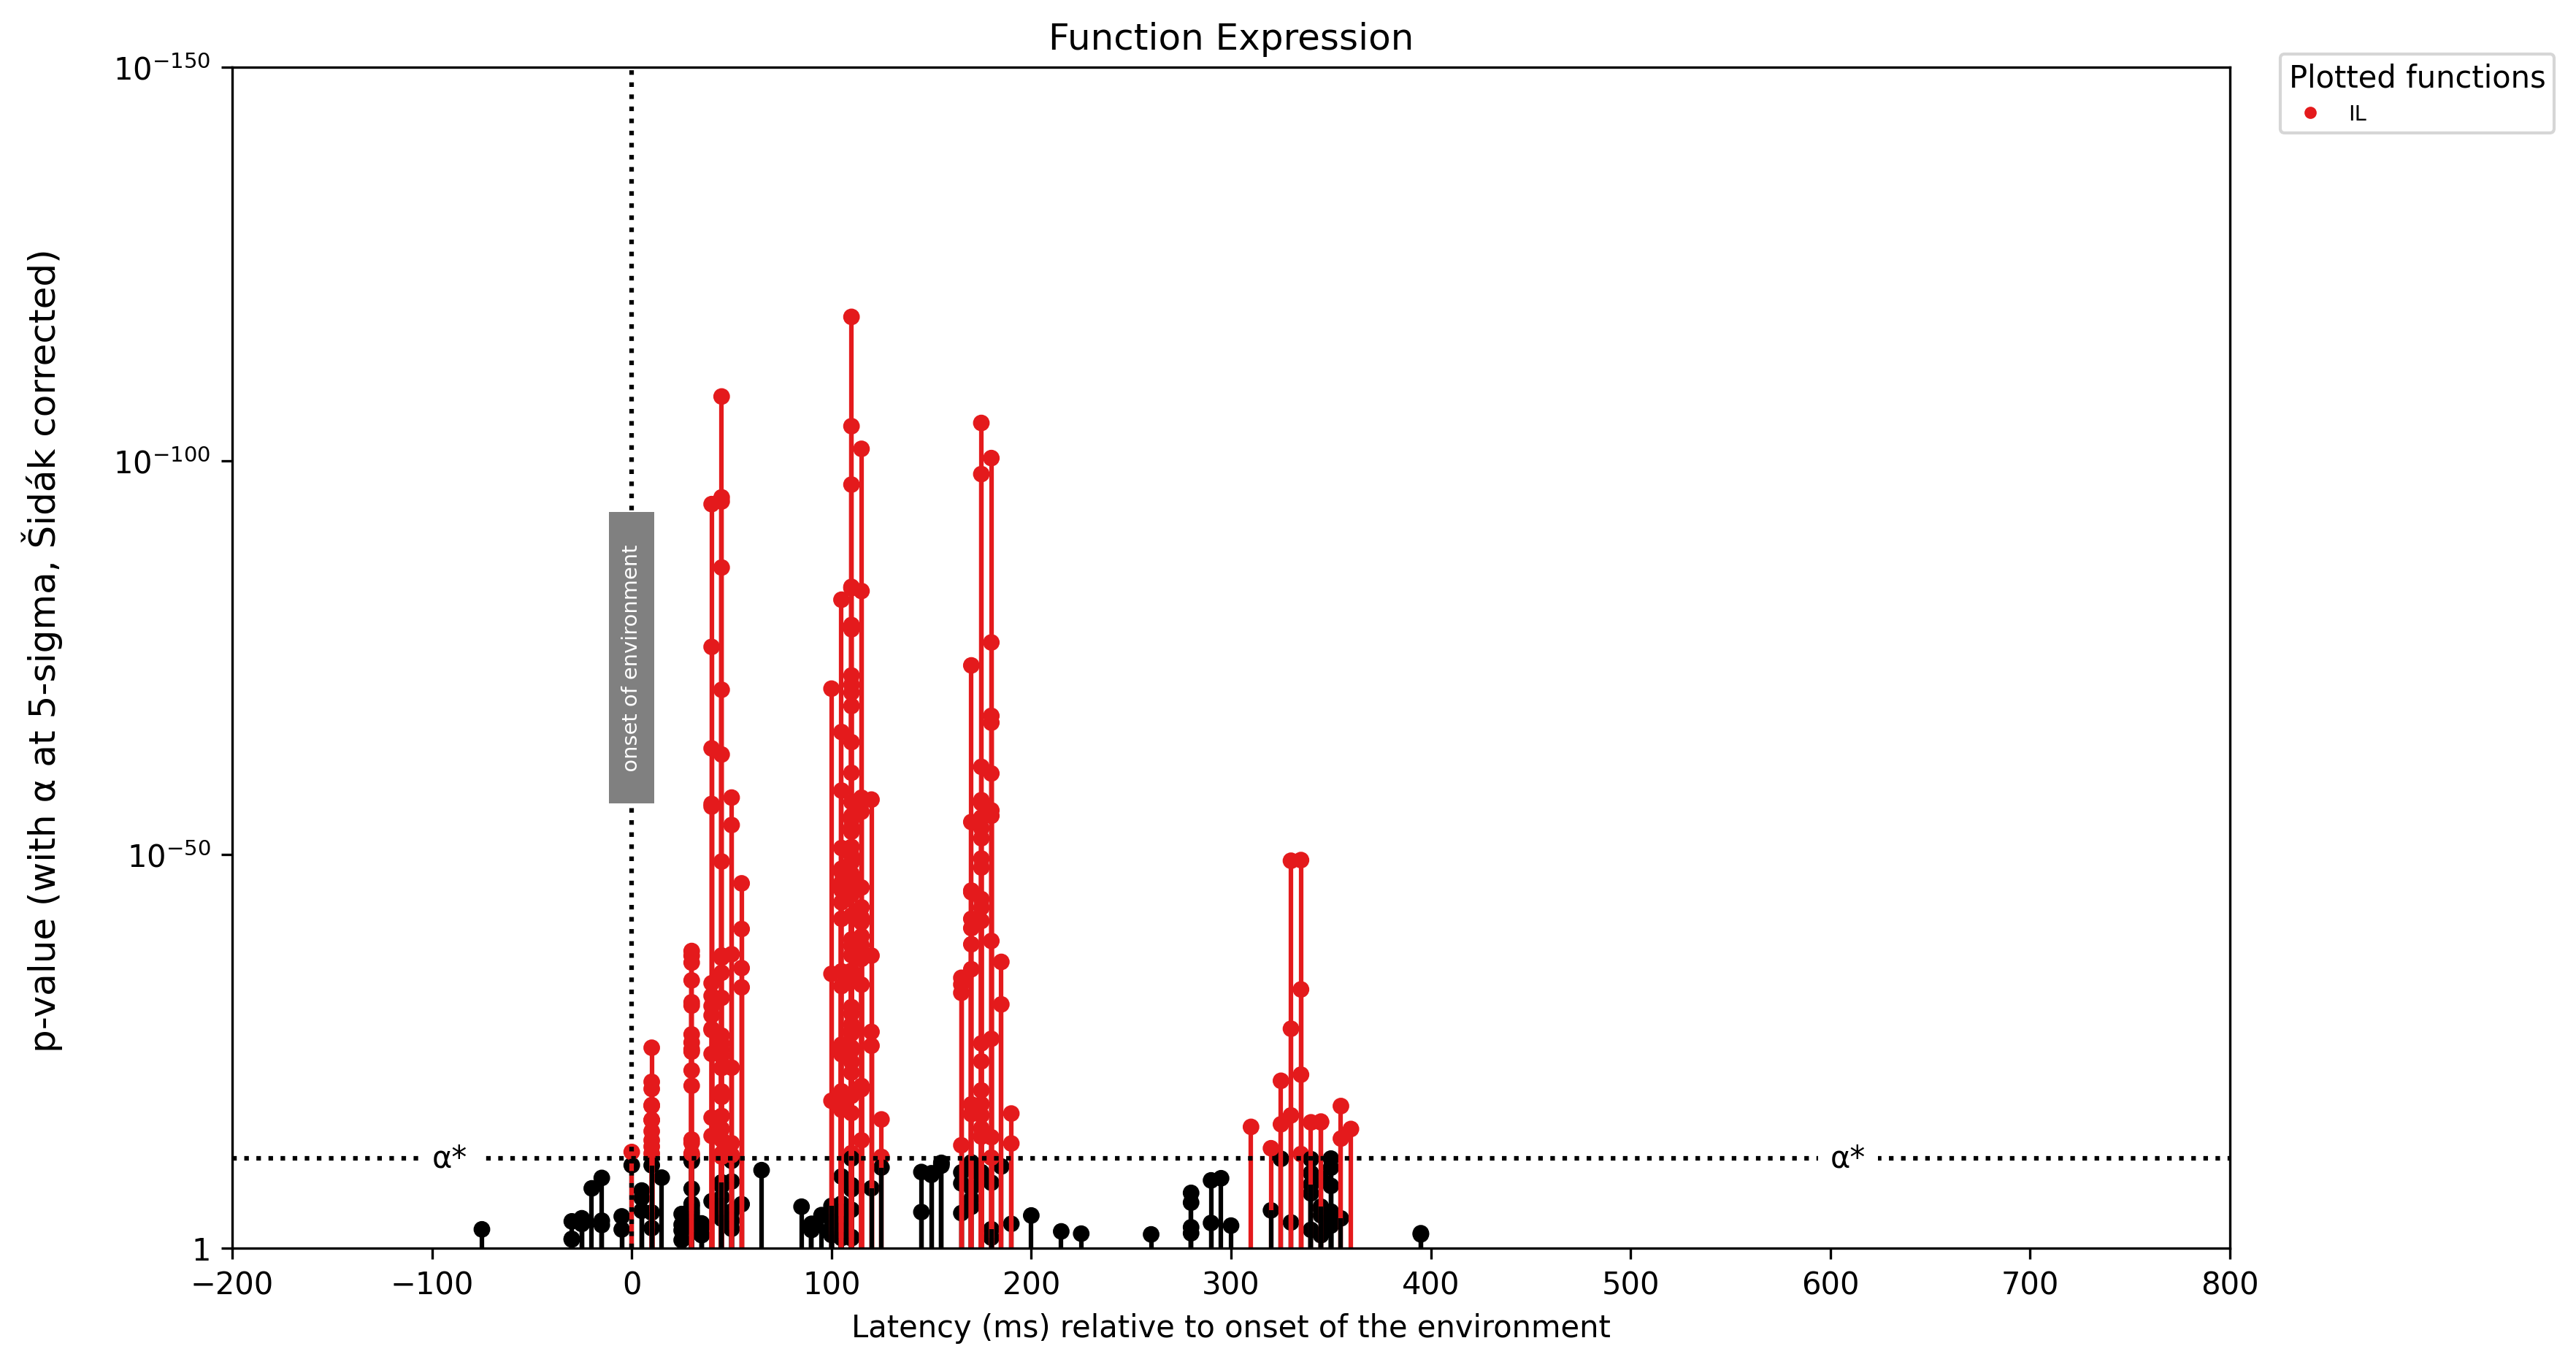 Function Expression
Plotted functions
IL
p-value (with α at 5-sigma, Šidák corrected)
10⁻¹⁵⁰
10⁻¹⁰⁰
10⁻⁵⁰
1
onset of environment
α*
α*
−200
−100
0
100
200
300
400
500
600
700
800
Latency (ms) relative to onset of the environment